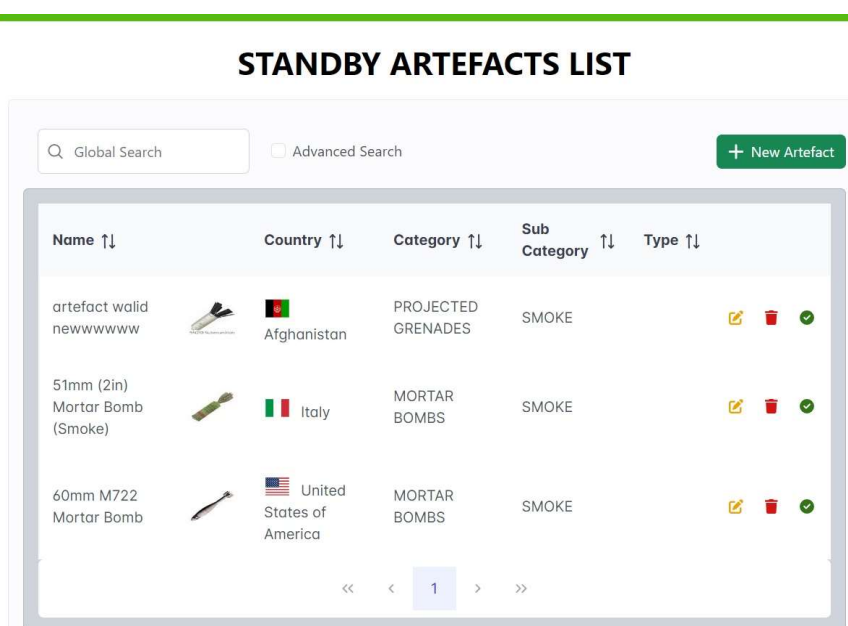 STANDBY ARTEFACTS LIST
Global Search
Advanced Search
+ New Artefact
Name ↑↓ Country ↑↓ Category ↑↓ Sub Category ↑↓ Type ↑↓
artefact walid
newwwwww
Afghanistan
PROJECTED
GRENADES
SMOKE
51mm (2in)
Mortar Bomb
(Smoke)
Italy
MORTAR
BOMBS
SMOKE
60mm M722
Mortar Bomb
United
States of
America
MORTAR
BOMBS
SMOKE
« ‹ 1 › »